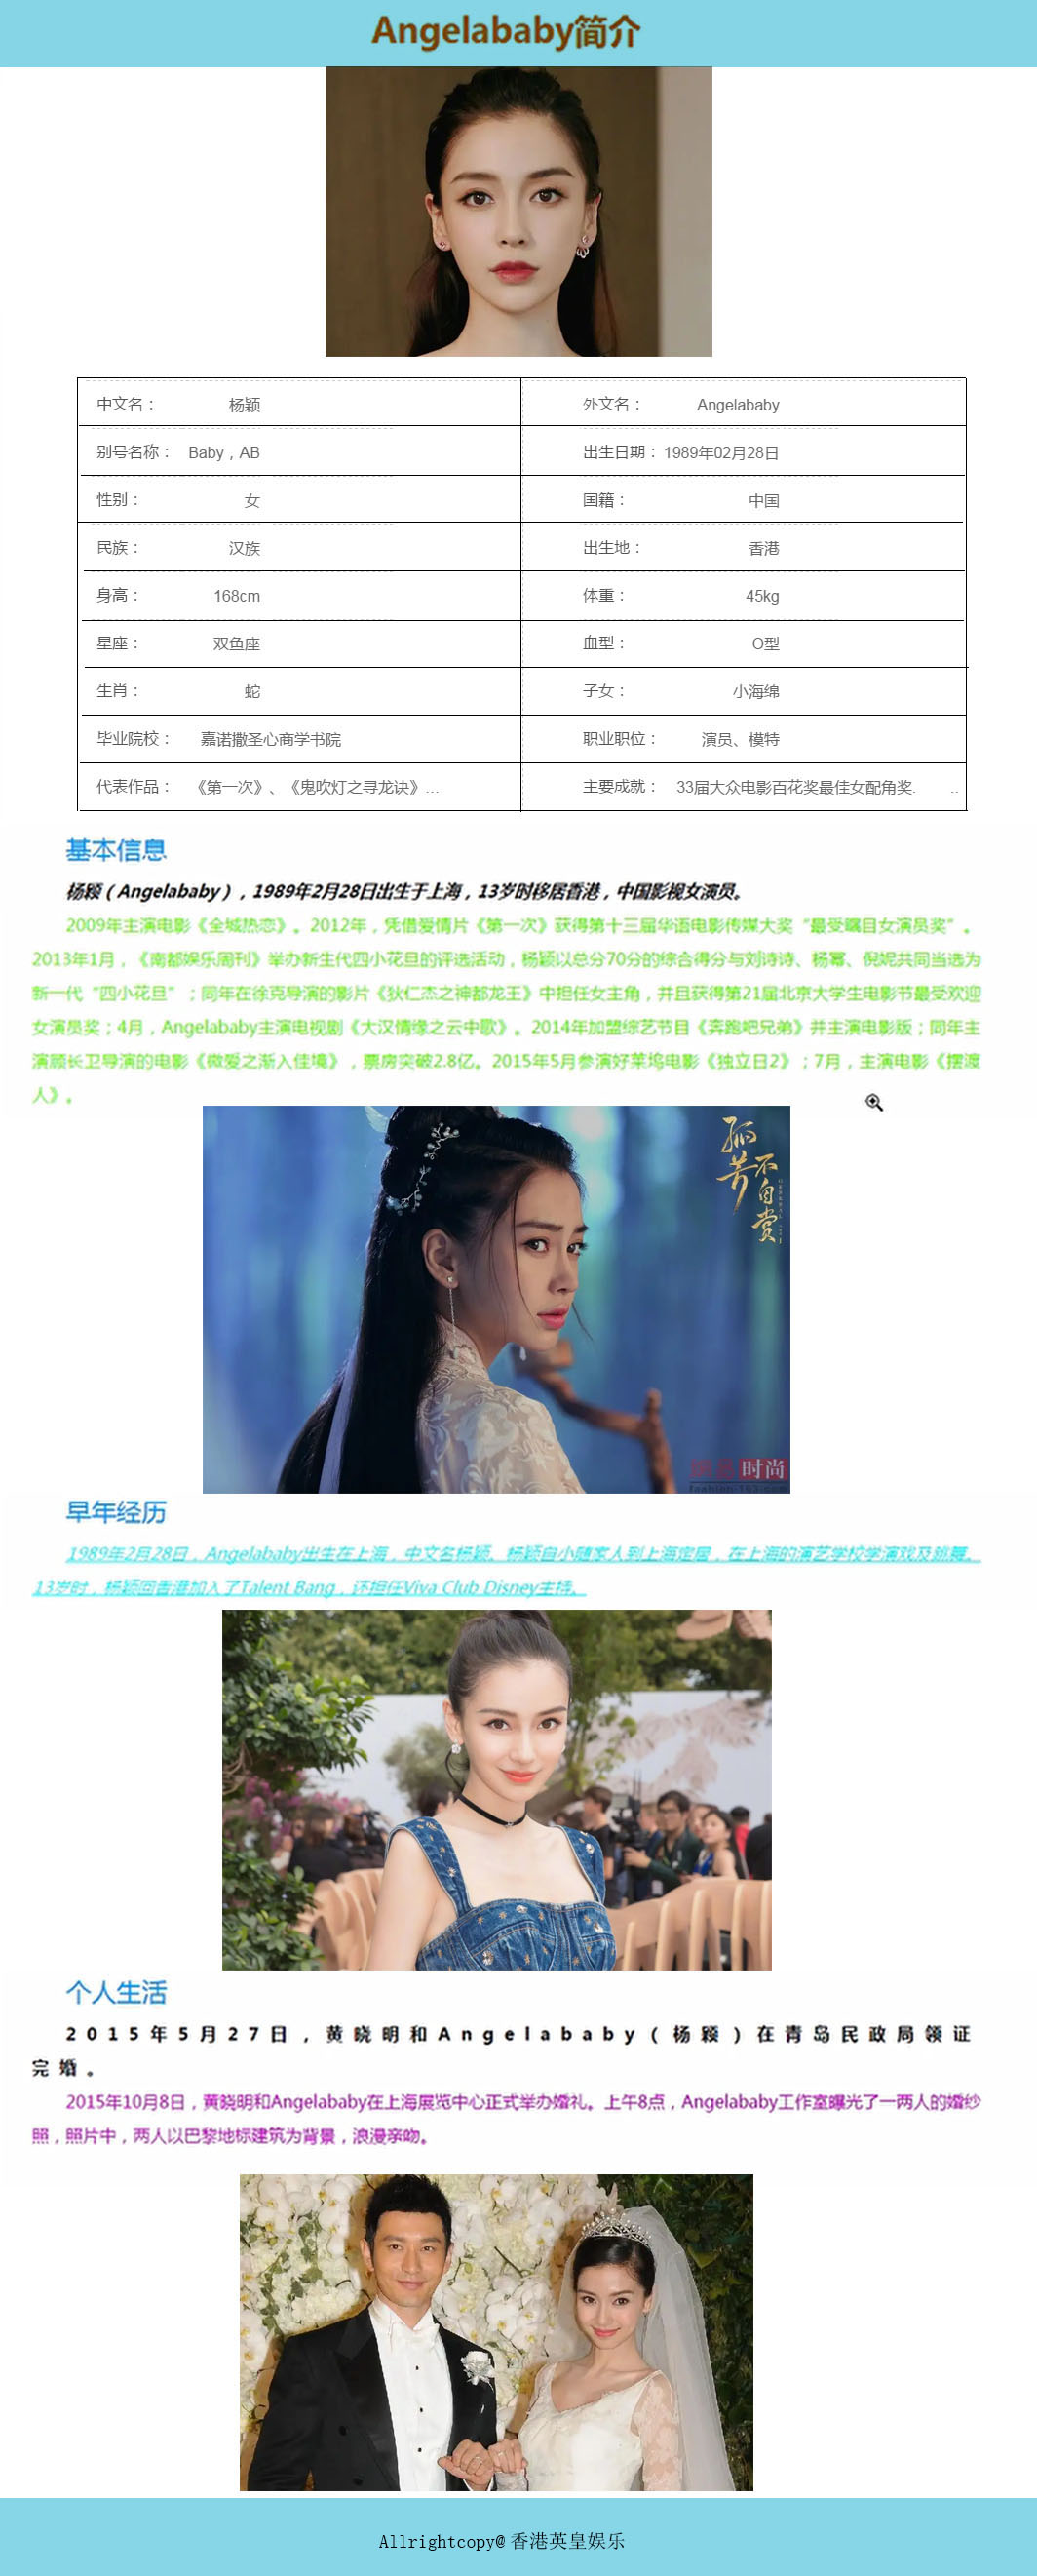 Angelababy简介
中文名： 杨颖 外文名： Angelababy
别号名称： Baby，AB 出生日期： 1989年02月28日
性别： 女 国籍： 中国
民族： 汉族 出生地： 香港
身高： 168cm 体重： 45kg
星座： 双鱼座 血型： O型
生肖： 蛇 子女： 小海绵
毕业院校： 嘉诺撒圣心商学书院 职业职位： 演员、模特
代表作品： 《第一次》、《鬼吹灯之寻龙诀》... 主要成就： 33届大众电影百花奖最佳女配角奖. ..
基本信息
杨颖（Angelababy），1989年2月28日出生于上海，13岁时移居香港，中国影视女演员。
2009年主演电影《全城热恋》。2012年，凭借爱情片《第一次》获得第十三届华语电影传媒大奖“最受瞩目女演员奖”。
2013年1月，《南都娱乐周刊》举办新生代四小花旦的评选活动，杨颖以总分70分的综合得分与刘诗诗、杨幂、倪妮共同当选为
新一代“四小花旦”；同年在徐克导演的影片《狄仁杰之神都龙王》中担任女主角，并且获得第21届北京大学生电影节最受欢迎
女演员奖；4月，Angelababy主演电视剧《大汉情缘之云中歌》。2014年加盟综艺节目《奔跑吧兄弟》并主演电影版；同年主
演顾长卫导演的电影《微爱之渐入佳境》，票房突破2.8亿。2015年5月参演好莱坞电影《独立日2》；7月，主演电影《摆渡
人》。
孤芳不自赏
时尚
早年经历
1989年2月28日，Angelababy出生在上海，中文名杨颖。杨颖自小随家人到上海定居，在上海的演艺学校学演戏及跳舞。
13岁时，杨颖回香港加入了Talent Bang，还担任Viva Club Disney主持。
个人生活
2015年5月27日，黄晓明和Angelababy（杨颖）在青岛民政局领证
完婚。
2015年10月8日，黄晓明和Angelababy在上海展览中心正式举办婚礼。上午8点，Angelababy工作室曝光了一两人的婚纱
照，照片中，两人以巴黎地标建筑为背景，浪漫亲吻。
Allrightcopy@香港英皇娱乐